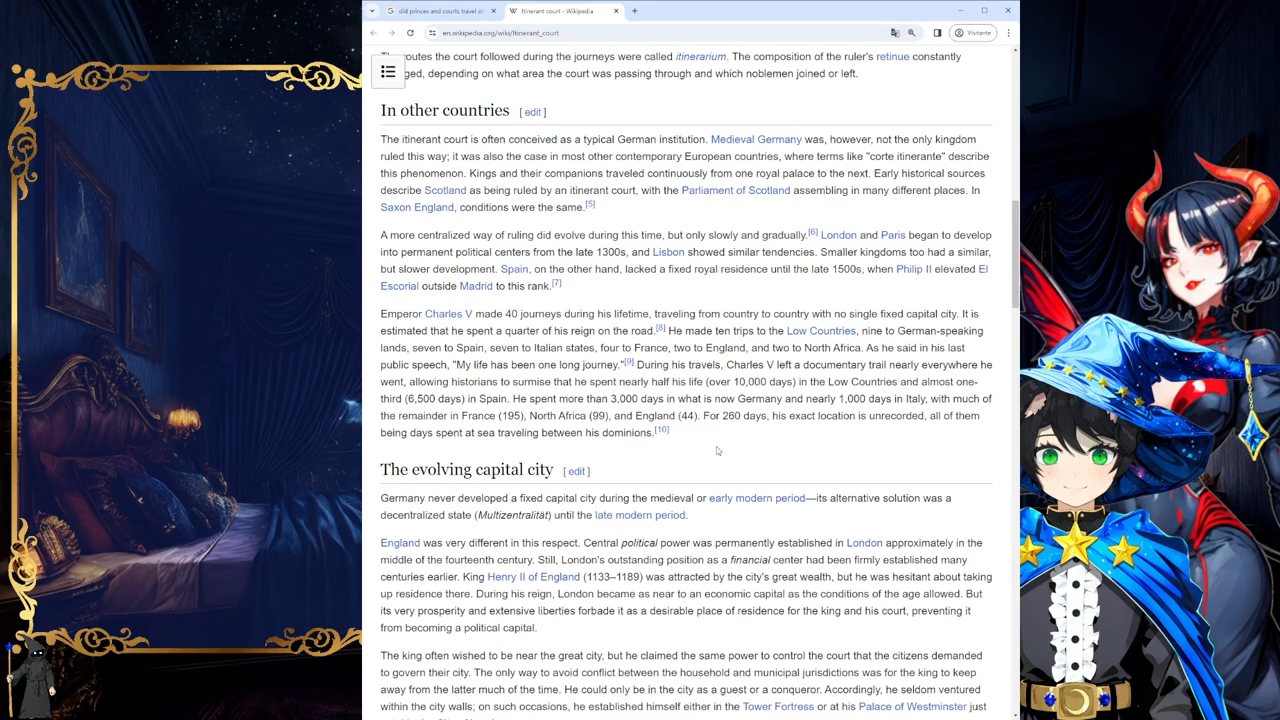 did princes and courts travel al
Itinerant court - Wikipedia
en.wikipedia.org/wiki/Itinerant_court
Visitante
routes the court followed during the journeys were called itinerarium. The composition of the ruler's retinue constantly
ged, depending on what area the court was passing through and which noblemen joined or left.
In other countries [ edit ]
The itinerant court is often conceived as a typical German institution. Medieval Germany was, however, not the only kingdom
ruled this way; it was also the case in most other contemporary European countries, where terms like "corte itinerante" describe
this phenomenon. Kings and their companions traveled continuously from one royal palace to the next. Early historical sources
describe Scotland as being ruled by an itinerant court, with the Parliament of Scotland assembling in many different places. In
Saxon England, conditions were the same.[5]
A more centralized way of ruling did evolve during this time, but only slowly and gradually.[6] London and Paris began to develop
into permanent political centers from the late 1300s, and Lisbon showed similar tendencies. Smaller kingdoms too had a similar,
but slower development. Spain, on the other hand, lacked a fixed royal residence until the late 1500s, when Philip II elevated El
Escorial outside Madrid to this rank.[7]
Emperor Charles V made 40 journeys during his lifetime, traveling from country to country with no single fixed capital city. It is
estimated that he spent a quarter of his reign on the road.[8] He made ten trips to the Low Countries, nine to German-speaking
lands, seven to Spain, seven to Italian states, four to France, two to England, and two to North Africa. As he said in his last
public speech, "My life has been one long journey."[9] During his travels, Charles V left a documentary trail nearly everywhere he
went, allowing historians to surmise that he spent nearly half his life (over 10,000 days) in the Low Countries and almost one-
third (6,500 days) in Spain. He spent more than 3,000 days in what is now Germany and nearly 1,000 days in Italy, with much of
the remainder in France (195), North Africa (99), and England (44). For 260 days, his exact location is unrecorded, all of them
being days spent at sea traveling between his dominions.[10]
The evolving capital city [ edit ]
Germany never developed a fixed capital city during the medieval or early modern period—its alternative solution was a
decentralized state (Multizentralität) until the late modern period.
England was very different in this respect. Central political power was permanently established in London approximately in the
middle of the fourteenth century. Still, London's outstanding position as a financial center had been firmly established many
centuries earlier. King Henry II of England (1133–1189) was attracted by the city's great wealth, but he was hesitant about taking
up residence there. During his reign, London became as near to an economic capital as the conditions of the age allowed. But
its very prosperity and extensive liberties forbade it as a desirable place of residence for the king and his court, preventing it
from becoming a political capital.
The king often wished to be near the great city, but he claimed the same power to control the court that the citizens demanded
to govern their city. The only way to avoid conflict between the household and municipal jurisdictions was for the king to keep
away from the latter much of the time. He could only be in the city as a guest or a conqueror. Accordingly, he seldom ventured
within the city walls; on such occasions, he established himself either in the Tower Fortress or at his Palace of Westminster just